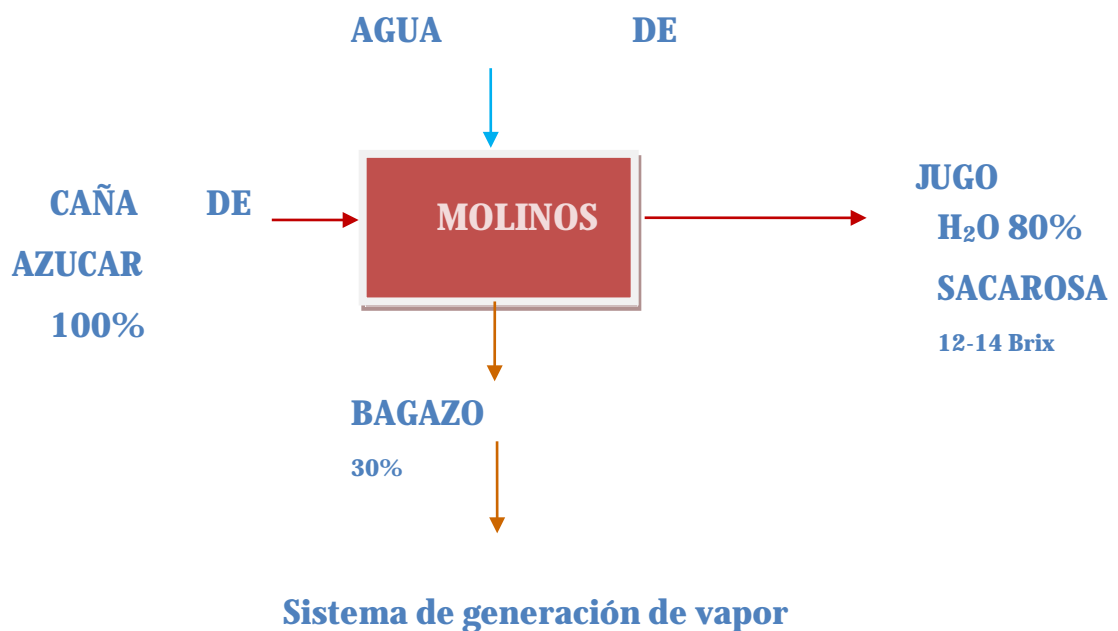 AGUA DE
CAÑA DE
AZUCAR
100%
MOLINOS
JUGO
H₂O 80%
SACAROSA
12-14 Brix
BAGAZO
30%
Sistema de generación de vapor